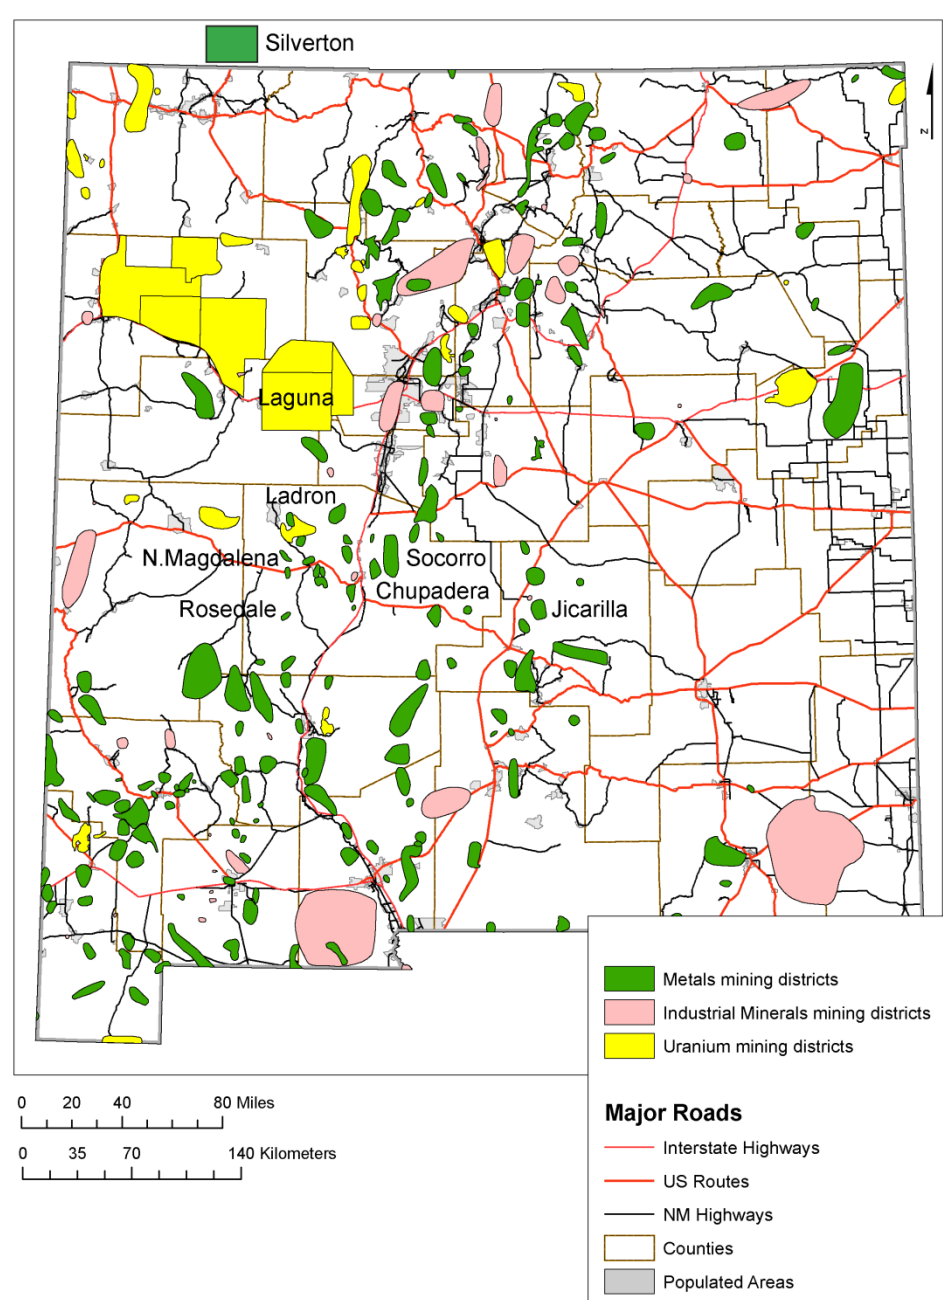 Silverton
z
Laguna
Ladron
N.Magdalena
Socorro
Chupadera
Rosedale
Jicarilla
Metals mining districts
Industrial Minerals mining districts
Uranium mining districts
0 20 40 80 Miles
0 35 70 140 Kilometers
Major Roads
Interstate Highways
US Routes
NM Highways
Counties
Populated Areas